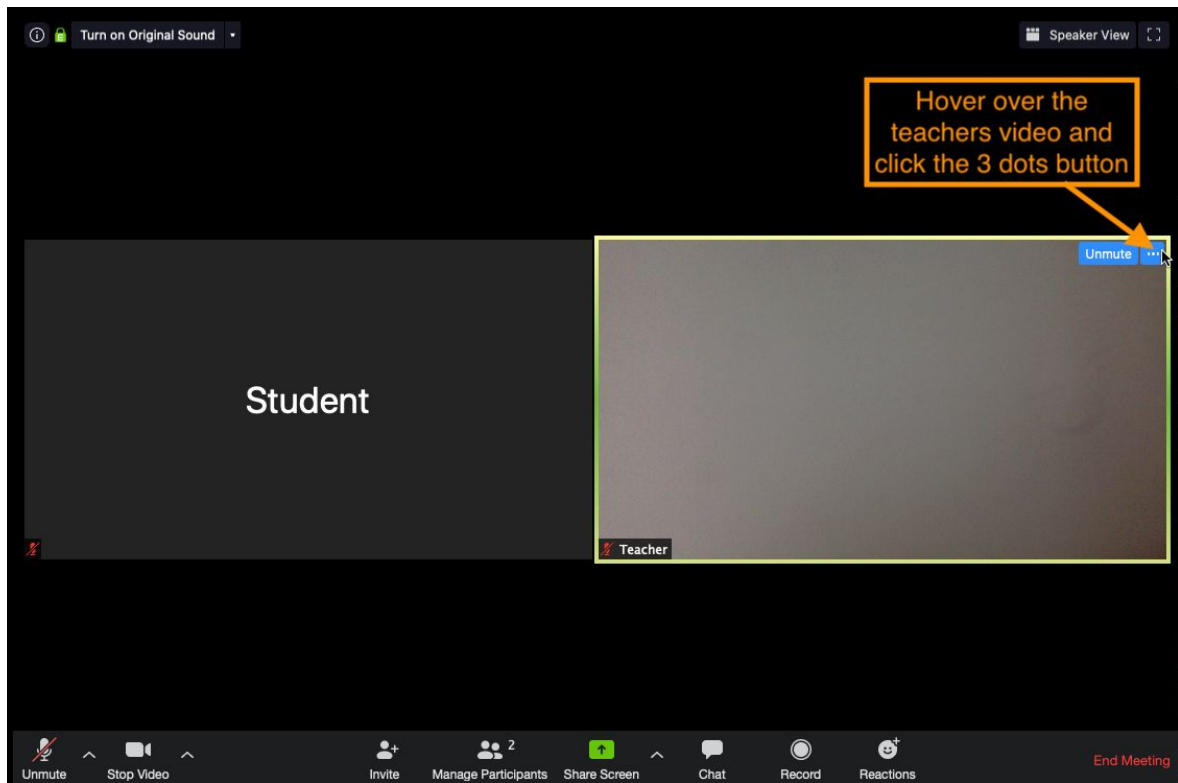 Turn on Original Sound
Speaker View
Hover over the
teachers video and
click the 3 dots button
Unmute ...
Student
Teacher
2
Unmute
Stop Video
Invite
Manage Participants
Share Screen
Chat
Record
Reactions
End Meeting